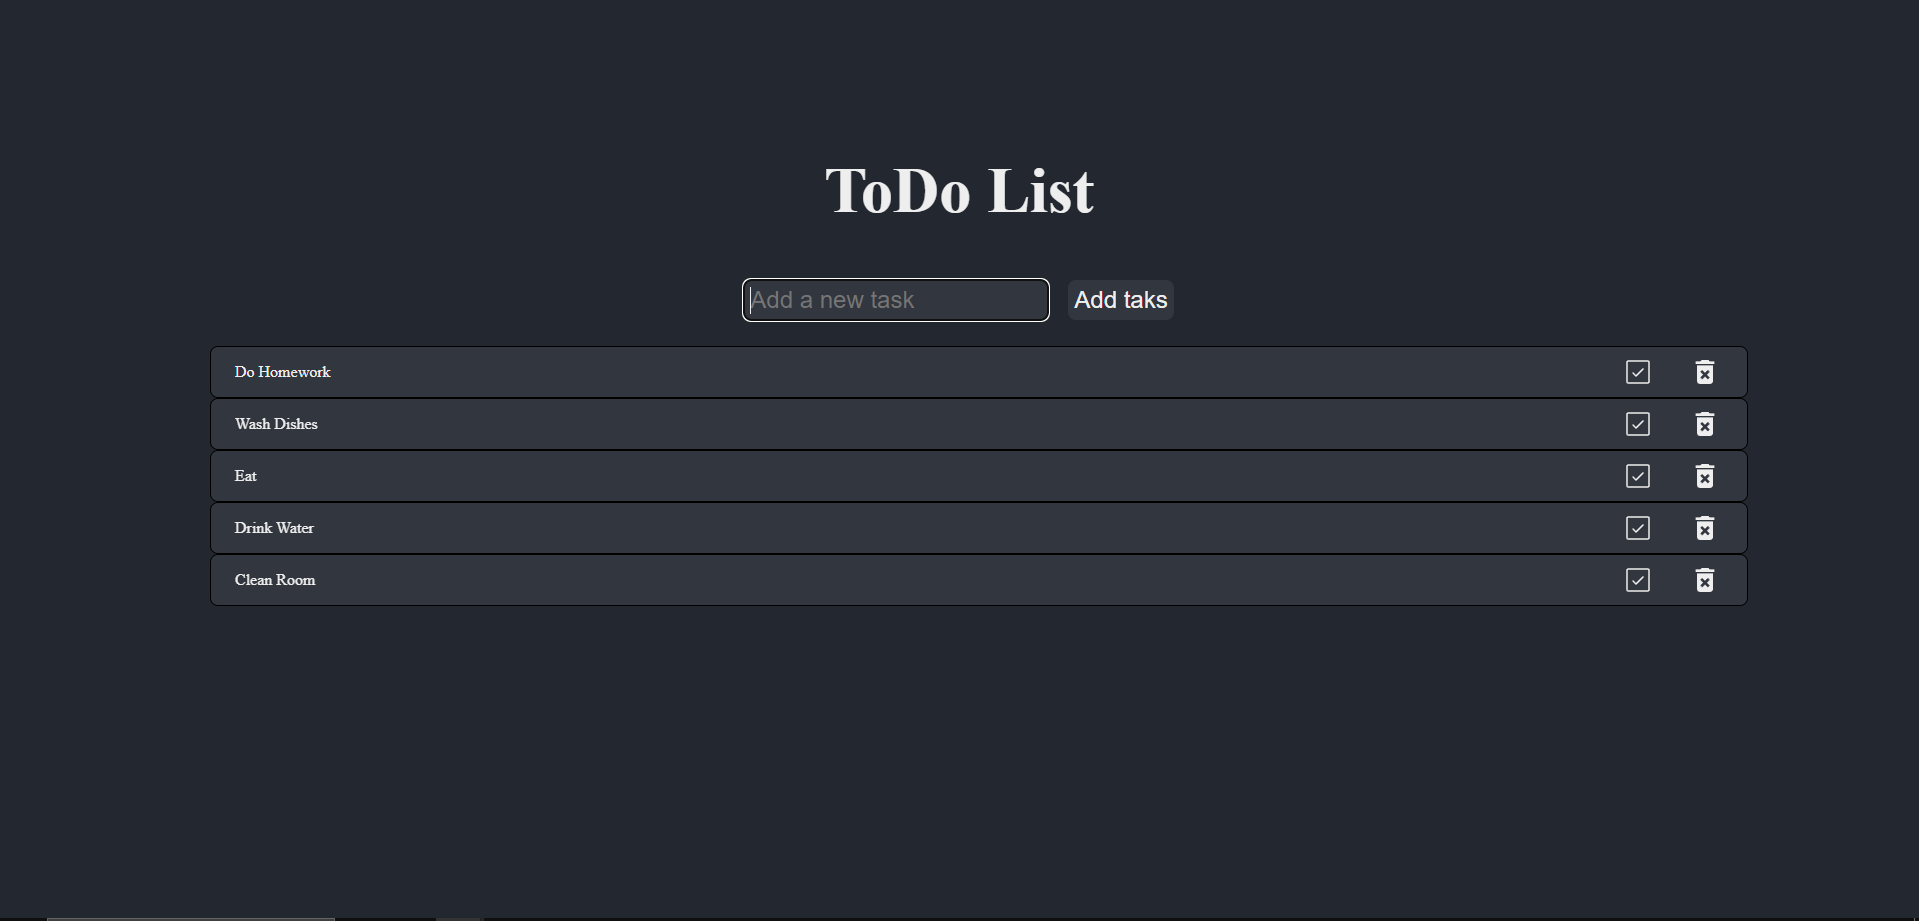 ToDo List
Add a new task
Add taks
Do Homework
Wash Dishes
Eat
Drink Water
Clean Room